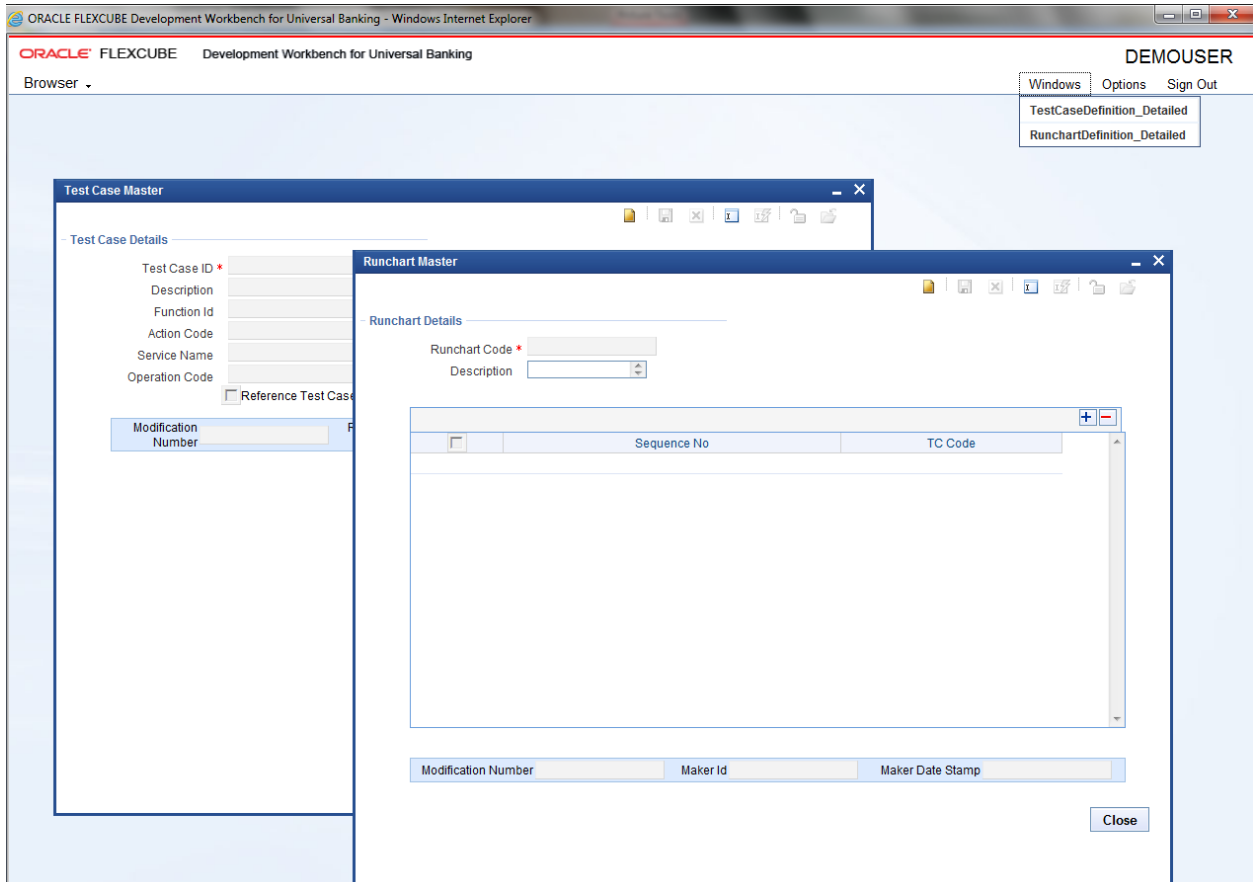 ORACLE FLEXCUBE Development Workbench for Universal Banking - Windows Internet Explorer
ORACLE FLEXCUBE Development Workbench for Universal Banking
DEMOUSER
Browser
Windows Options Sign Out
TestCaseDefinition_Detailed
RunchartDefinition_Detailed
Test Case Master
Test Case Details
Test Case ID *
Description
Function Id
Action Code
Service Name
Operation Code
Reference Test Case
Modification
Number
Runchart Master
Runchart Details
Runchart Code *
Description
Sequence No TC Code
Modification Number Maker Id Maker Date Stamp
Close